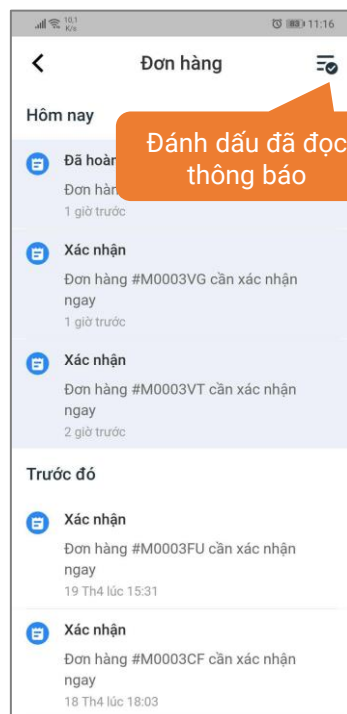 10,1
K/s
11:16
Đơn hàng
Hôm nay
Đánh dấu đã đọc
thông báo
Đã hoàn
Đơn hàn
1 giờ trước
Xác nhận
Đơn hàng #M0003VG cần xác nhận
ngay
1 giờ trước
Xác nhận
Đơn hàng #M0003VT cần xác nhận
ngay
2 giờ trước
Trước đó
Xác nhận
Đơn hàng #M0003FU cần xác nhận
ngay
19 Th4 lúc 15:31
Xác nhận
Đơn hàng #M0003CF cần xác nhận
ngay
18 Th4 lúc 18:03